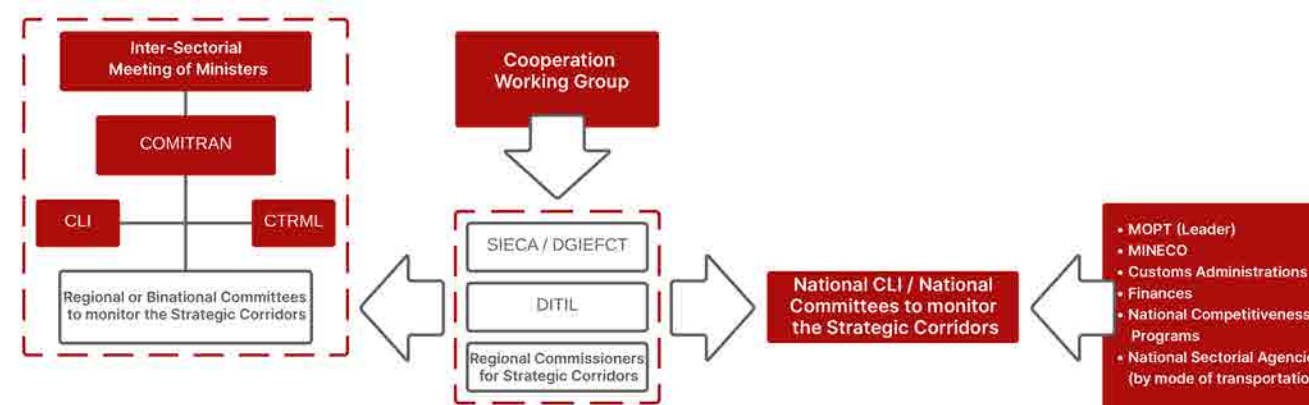 Inter-Sectorial
Meeting of Ministers
COMITRAN
CLI
CTRML
Regional or Binational Committees
to monitor the Strategic Corridors
Cooperation
Working Group
SIECA / DGIEFCT
DITIL
Regional Commissioners
for Strategic Corridors
National CLI / National
Committees to monitor
the Strategic Corridors
• MOPT (Leader)
• MINECO
• Customs Administrations
• Finances
• National Competitiveness
Programs
• National Sectorial
(by mode of